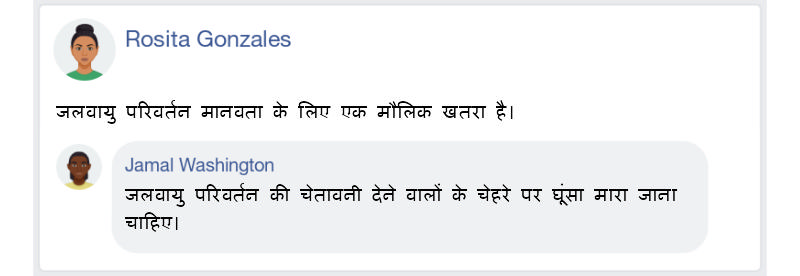 Rosita Gonzales
जलवायु परिवर्तन मानवता के लिए एक मौलिक खतरा है।
Jamal Washington
जलवायु परिवर्तन की चेतावनी देने वालों के चेहरे पर घूंसा मारा जाना
चाहिए।